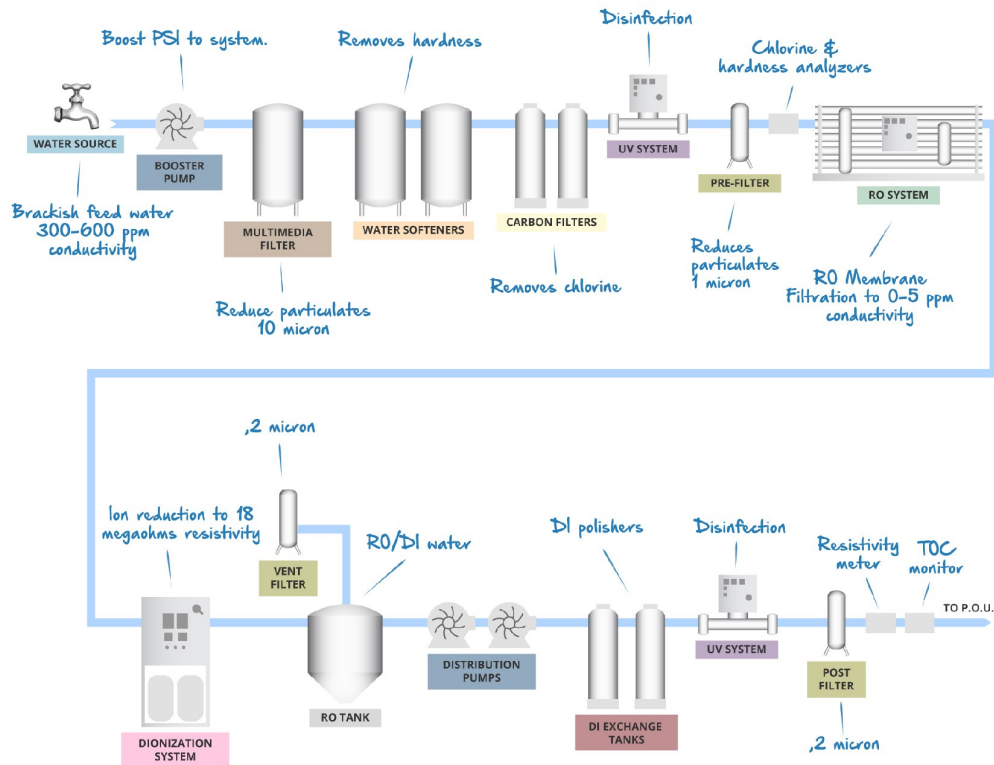 Disinfection
Boost PSI to system.
Removes hardness
Chlorine &
hardness analyzers
WATER SOURCE
BOOSTER
PUMP
UV SYSTEM
PRE-FILTER
RO SYSTEM
Brackish feed water
300-600 ppm
conductivity
MULTIMEDIA
FILTER
WATER SOFTENERS
CARBON FILTERS
Reduces
particulates
1 micron
Removes chlorine
RO Membrane
Filtration to 0-5 ppm
conductivity
Reduce particulates
10 micron
,2 micron
Ion reduction to 18
megaohms resistivity
RO/DI water
DI polishers
Disinfection
Resistivity
meter
TOC
monitor
VENT
FILTER
TO P.O.U.
DISTRIBUTION
PUMPS
UV SYSTEM
POST
FILTER
RO TANK
DI EXCHANGE
TANKS
DIONIZATION
SYSTEM
,2 micron